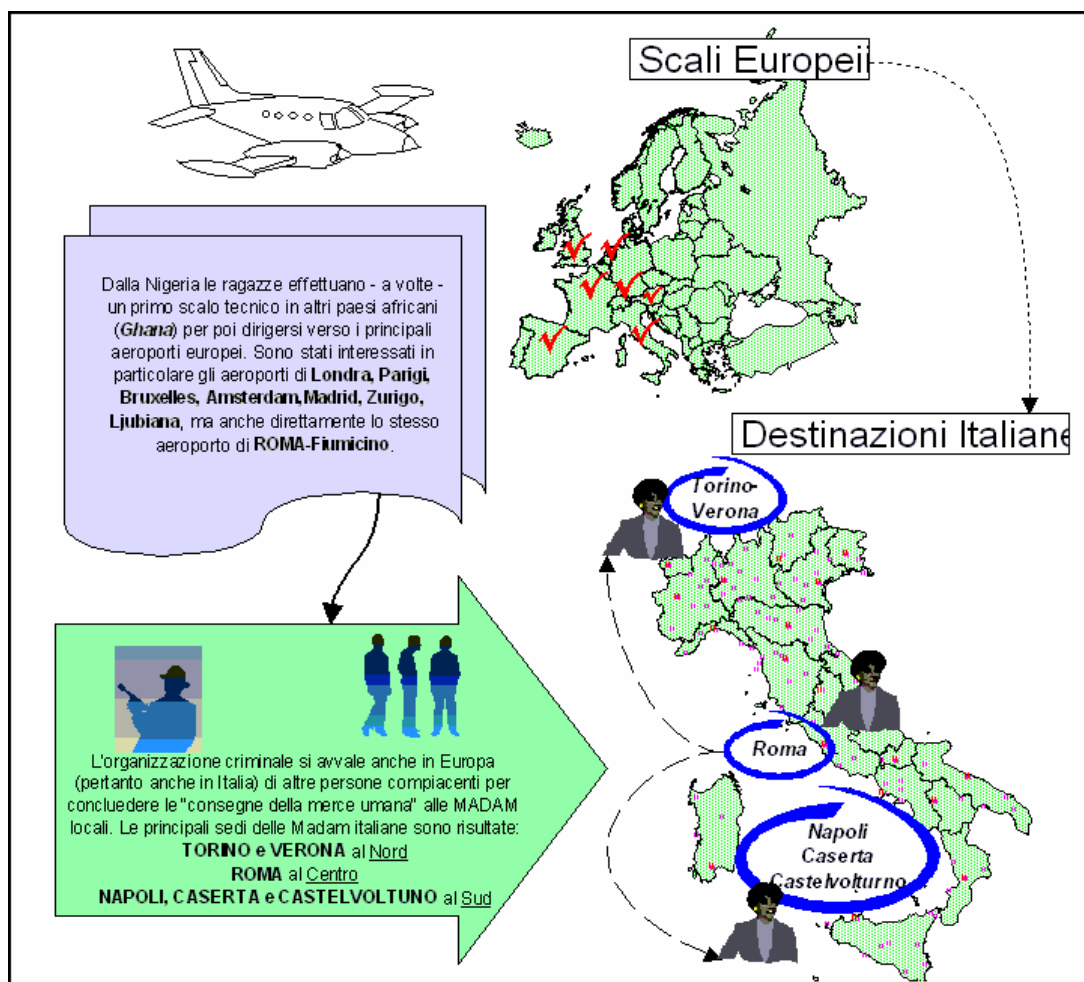 Scali Europei
Dalla Nigeria le ragazze effettuano - a volte -
un primo scalo tecnico in altri paesi africani
(Ghana) per poi dirigersi verso i principali
aeroporti europei. Sono stati interessati in
particolare gli aeroporti di Londra, Parigi,
Bruxelles, Amsterdam,Madrid, Zurigo,
Ljubiana, ma anche direttamente lo stesso
aeroporto di ROMA-Fiumicino.
Destinazioni Italiane
Torino-
Verona
Roma
Napoli
Caserta
Castelvolturno
L'organizzazione criminale si avvale anche in Europa
(pertanto anche in Italia) di altre persone compiacenti per
concluedere le "consegne della merce umana" alle MADAM
locali. Le principali sedi delle Madam italiane sono risultate:
TORINO e VERONA al Nord
ROMA al Centro
NAPOLI, CASERTA e CASTELVOLTUNO al Sud